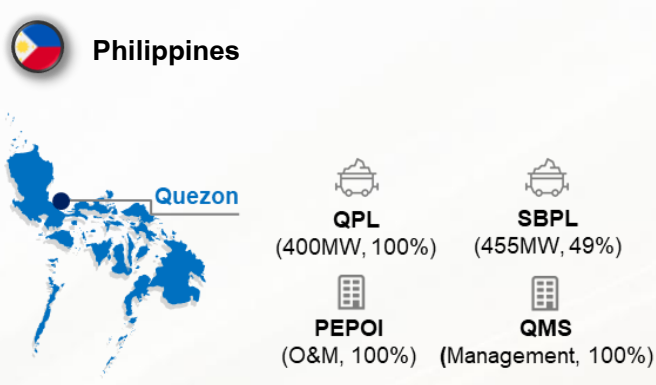 Philippines
Quezon
QPL
(400MW, 100%)
SBPL
(455MW, 49%)
PEPOI
(O&M, 100%)
QMS
(Management, 100%)